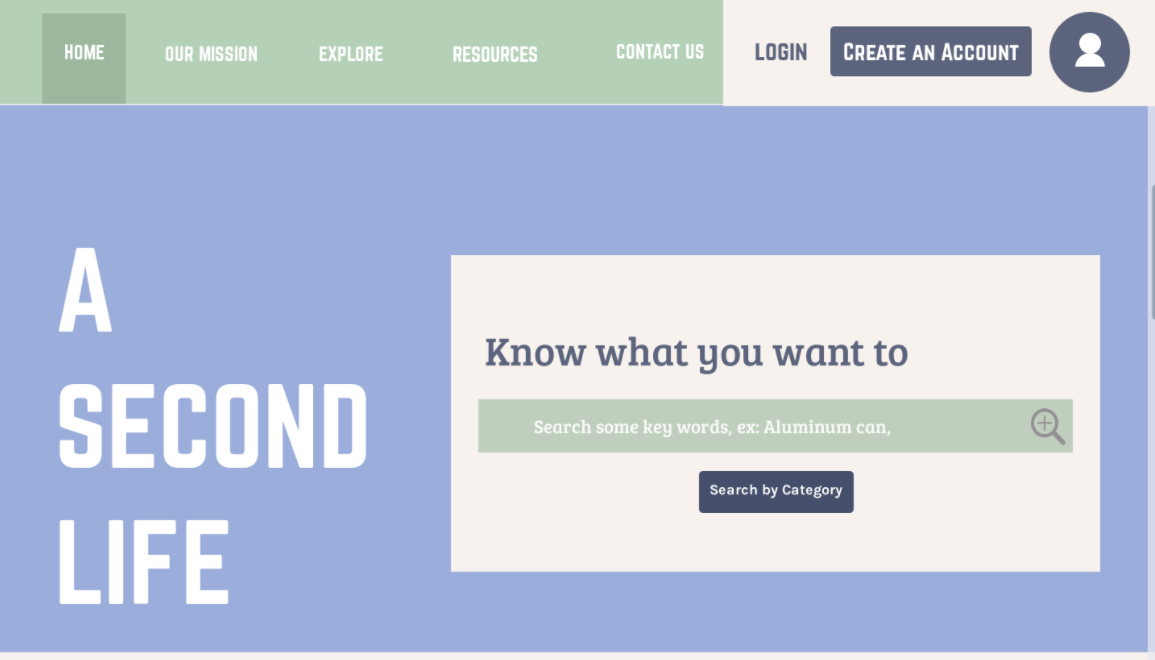 HOME OUR MISSION EXPLORE RESOURCES CONTACT US LOGIN CREATE AN ACCOUNT
A
SECOND
LIFE
Know what you want to
Search some key words, ex: Aluminum can,
Search by Category